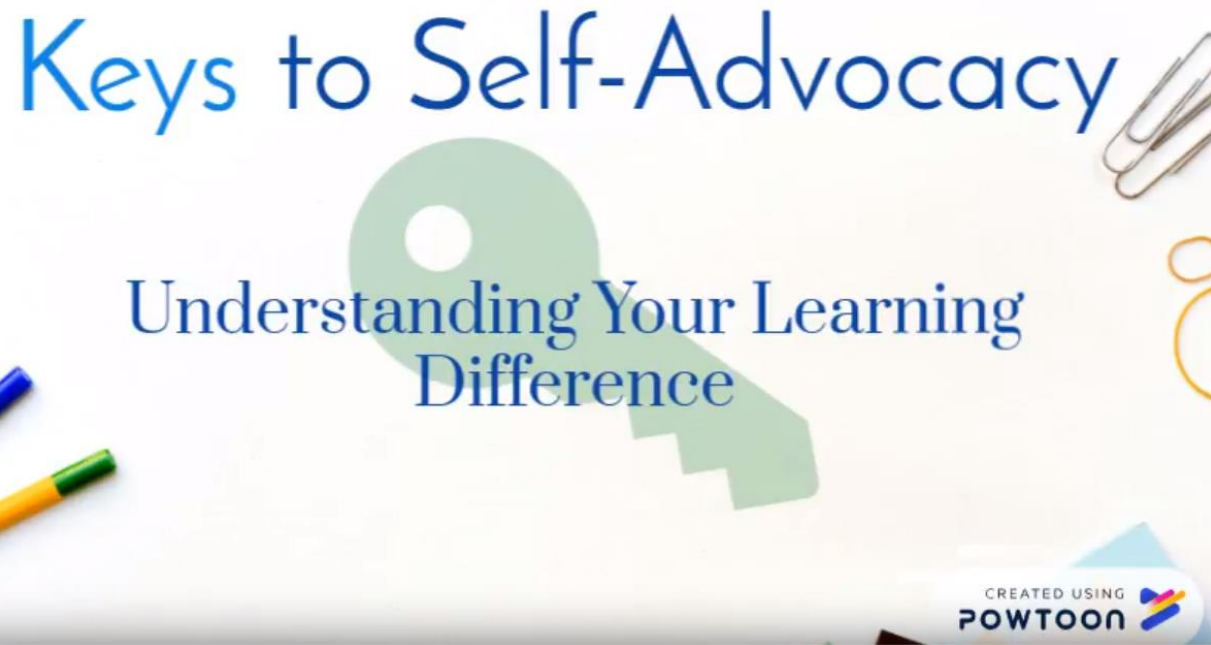 Keys to Self-Advocacy
Understanding Your Learning
Difference
CREATED USING
POWTOON